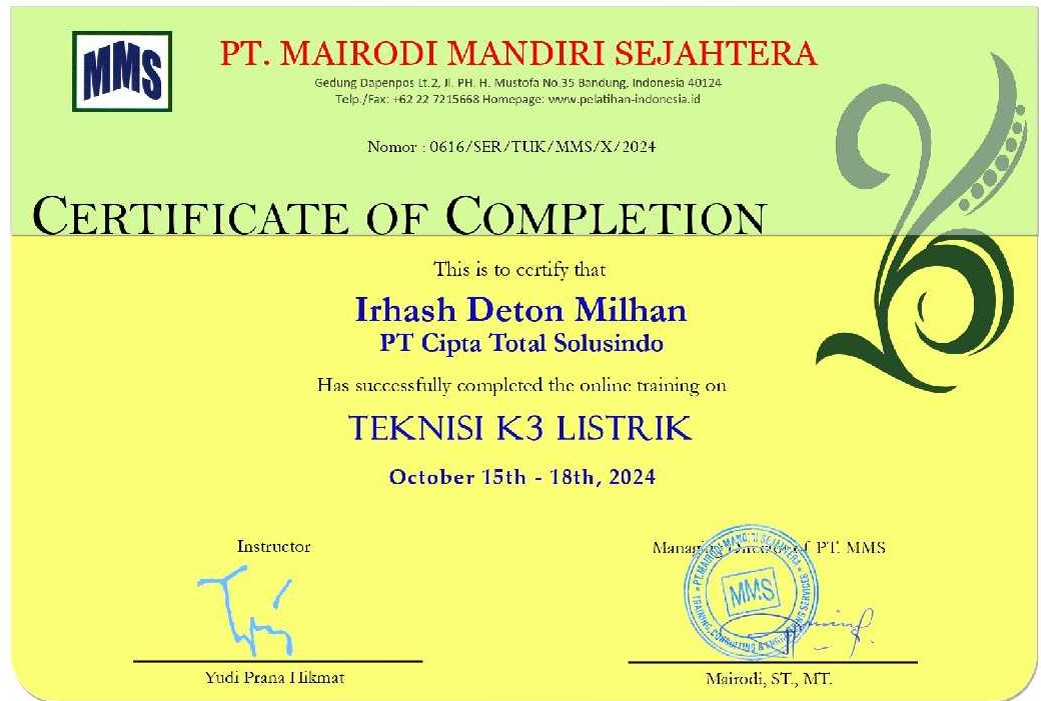 MMS
PT. MAIRODI MANDIRI SEJAHTERA
Gedung Dapenpos Lt.2, Jl. PH. H. Mustofa No.35 Bandung, Indonesia 40124
Telp./Fax: +62 22 7215668 Homepage: www.pelatihan-indonesia.id
Nomor : 0616/SER/TUK/MMS/X/2024
CERTIFICATE OF COMPLETION
This is to certify that
Irhash Deton Milhan
PT Cipta Total Solusindo
Has successfully completed the online training on
TEKNISI K3 LISTRIK
October 15th - 18th, 2024
Instructor
Managing Director of PT. MMS
PT.MAIRODI MANDIRI SEJAHTERA
MMS
TRAINING, CONSULTING & ENGINEERING SERVICES
Yudi Prana Hikmat
Mairodi, ST., MT.